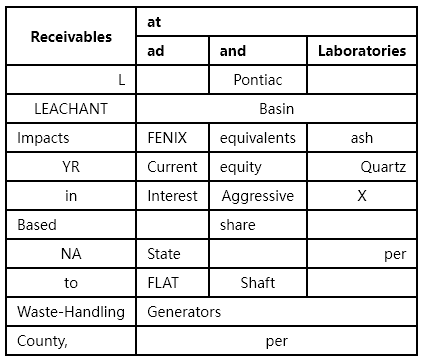 Receivables at
ad and Laboratories
L Pontiac
LEACHANT Basin
Impacts FENIX equivalents ash
YR Current equity Quartz
in Interest Aggressive X
Based share
NA State per
to FLAT Shaft
Waste-Handling Generators
County, per